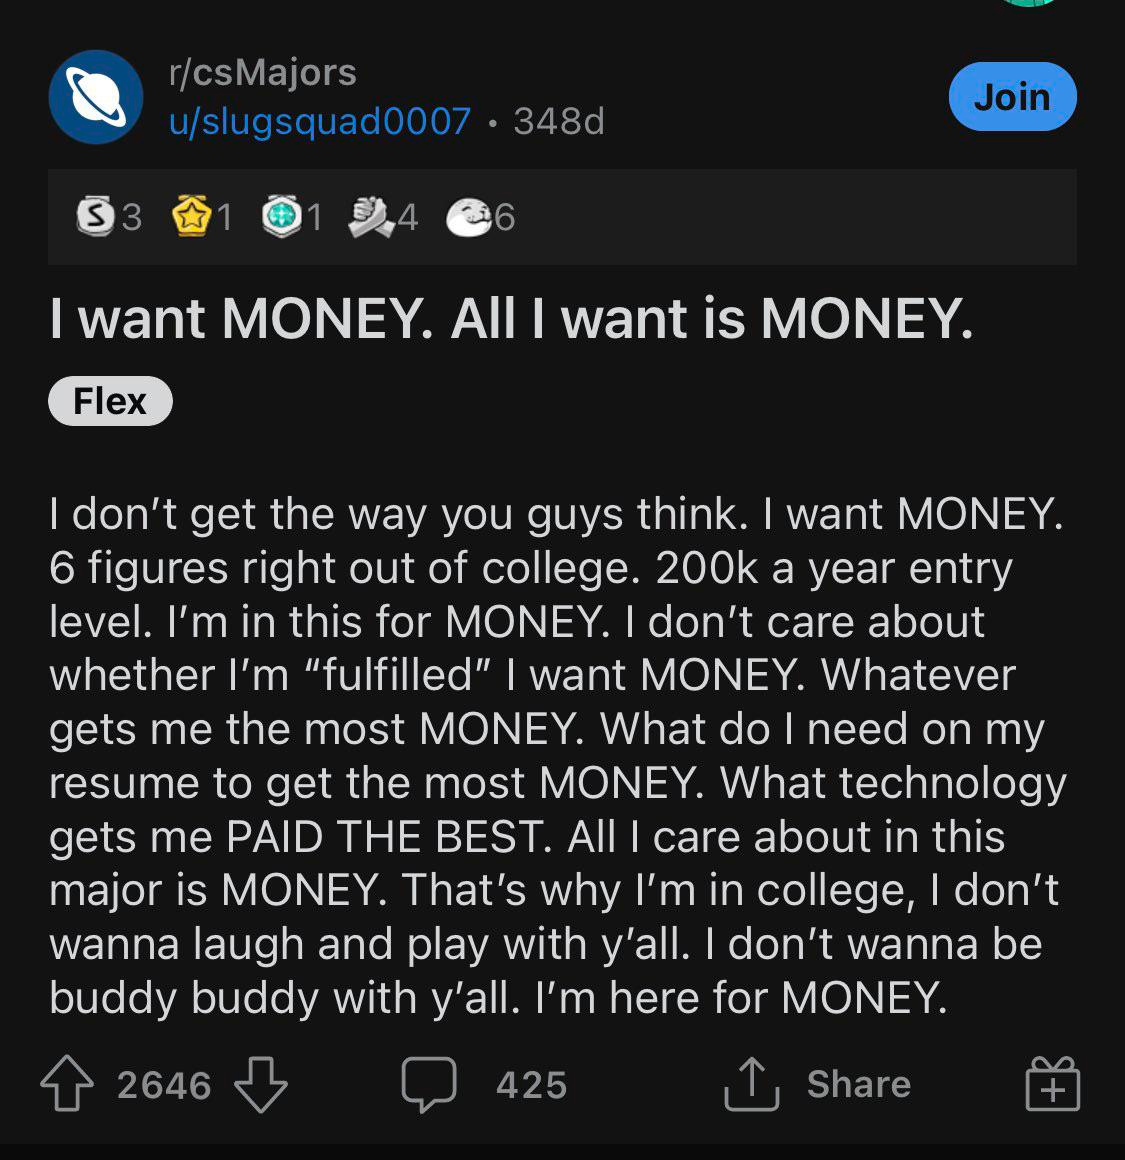 r/csMajors
u/slugsquad0007 • 348d
Join
3 1 1 4 6
I want MONEY. All I want is MONEY.
Flex
I don’t get the way you guys think. I want MONEY.
6 figures right out of college. 200k a year entry
level. I’m in this for MONEY. I don’t care about
whether I’m “fulfilled” I want MONEY. Whatever
gets me the most MONEY. What do I need on my
resume to get the most MONEY. What technology
gets me PAID THE BEST. All I care about in this
major is MONEY. That’s why I’m in college, I don’t
wanna laugh and play with y’all. I don’t wanna be
buddy buddy with y’all. I’m here for MONEY.
2646 425 Share